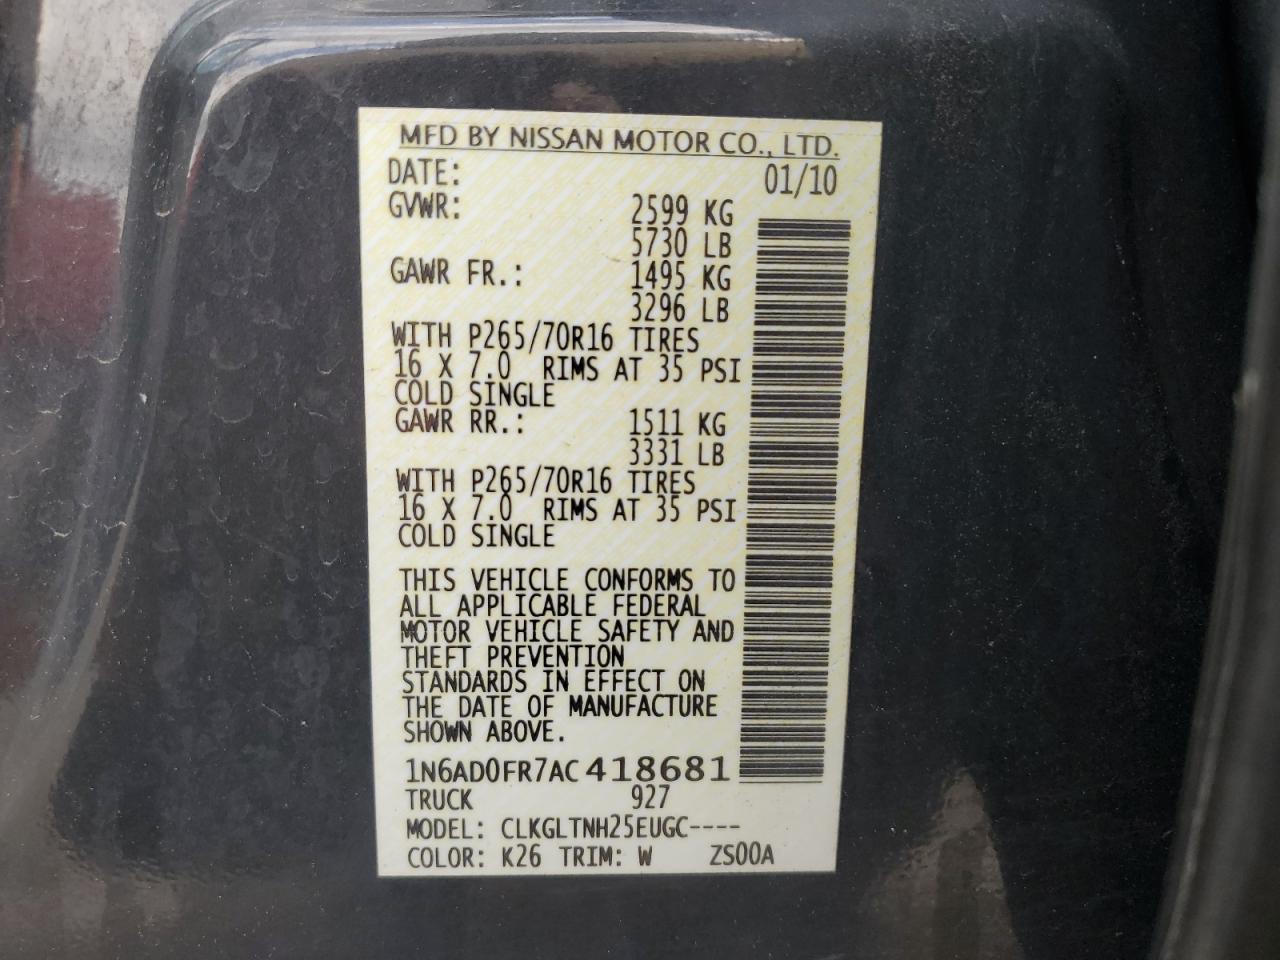 MFD BY NISSAN MOTOR CO., LTD.
DATE: 01/10
GVWR: 2599 KG
5730 LB
GAWR FR.: 1495 KG
3296 LB
WITH P265/70R16 TIRES
16 X 7.0 RIMS AT 35 PSI
COLD SINGLE
GAWR RR.: 1511 KG
3331 LB
WITH P265/70R16 TIRES
16 X 7.0 RIMS AT 35 PSI
COLD SINGLE
THIS VEHICLE CONFORMS TO
ALL APPLICABLE FEDERAL
MOTOR VEHICLE SAFETY AND
THEFT PREVENTION
STANDARDS IN EFFECT ON
THE DATE OF MANUFACTURE
SHOWN ABOVE.
1N6AD0FR7AC418681
TRUCK 927
MODEL: CLKGLTNH25EUGC----
COLOR: K26 TRIM: W ZS00A